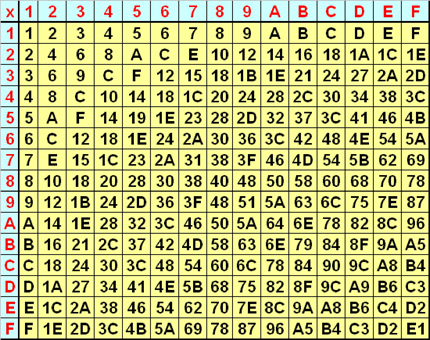 x 1 2 3 4 5 6 7 8 9 A B C D E F
1 1 2 3 4 5 6 7 8 9 A B C D E F
2 2 4 6 8 A C E 10 12 14 16 18 1A 1C 1E
3 3 6 9 C F 12 15 18 1B 1E 21 24 27 2A 2D
4 4 8 C 10 14 18 1C 20 24 28 2C 30 34 38 3C
5 5 A F 14 19 1E 23 28 2D 32 37 3C 41 46 4B
6 6 C 12 18 1E 24 2A 30 36 3C 42 48 4E 54 5A
7 7 E 15 1C 23 2A 31 38 3F 46 4D 54 5B 62 69
8 8 10 18 20 28 30 38 40 48 50 58 60 68 70 78
9 9 12 1B 24 2D 36 3F 48 51 5A 63 6C 75 7E 87
A A 14 1E 28 32 3C 46 50 5A 64 6E 78 82 8C 96
B B 16 21 2C 37 42 4D 58 63 6E 79 84 8F 9A A5
C C 18 24 30 3C 48 54 60 6C 78 84 90 9C A8 B4
D D 1A 27 34 41 4E 5B 68 75 82 8F 9C A9 B6 C3
E E 1C 2A 38 46 54 62 70 7E 8C 9A A8 B6 C4 D2
F F 1E 2D 3C 4B 5A 69 78 87 96 A5 B4 C3 D2 E1